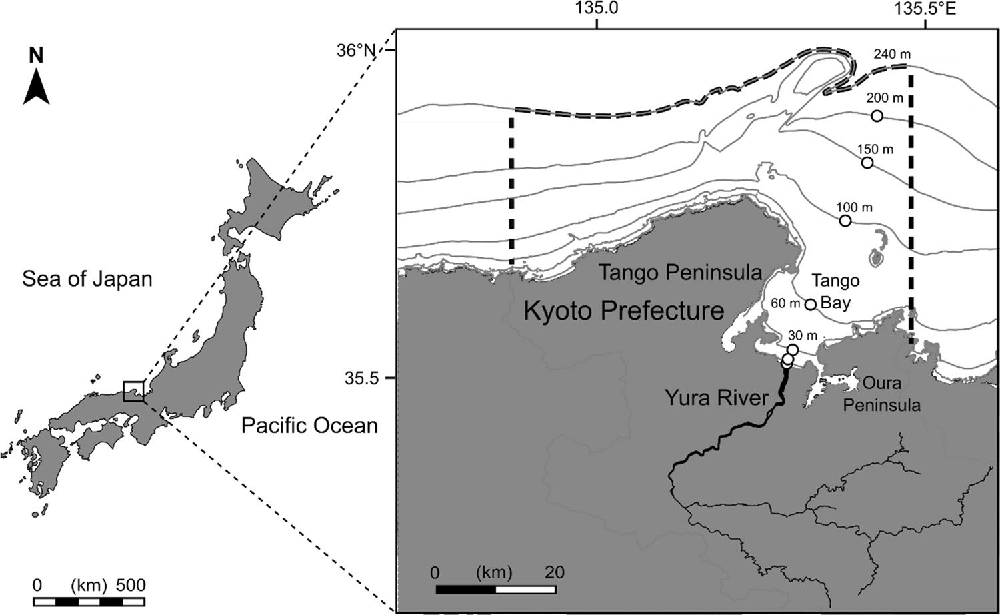 135.0
135.5°E
N
36°N
240 m
200 m
150 m
100 m
Sea of Japan
Tango Peninsula
Tango
Bay
Kyoto Prefecture
60 m
30 m
35.5
Yura River
Oura
Peninsula
Pacific Ocean
0 (km) 20
0 (km) 500